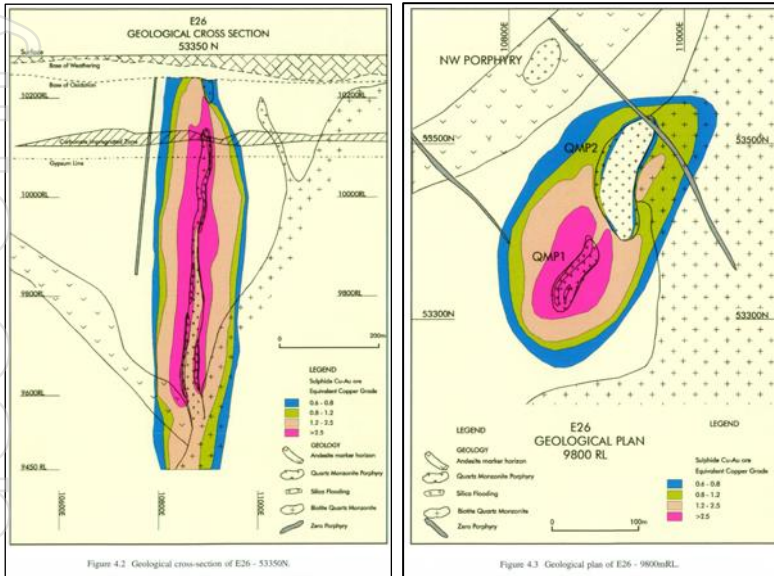 E26
GEOLOGICAL CROSS SECTION
53350 N
Surface
Base of Weathering
Base of Oxidation
10200RL
10200RL
Carbonate Impregnated Zone
Gypsum Line
10000RL
10000RL
9800RL
9800RL
0
200m
LEGEND
Sulphide Cu-Au ore
Equivalent Copper Grade
0.6 - 0.8
0.8 - 1.2
1.2 - 2.5
>2.5
9600RL
GEOLOGY
Andesite marker horizon
Quartz Monzonite Porphyry
Silica Flooding
Biotite Quartz Monzonite
Zero Porphyry
9450 RL
10600E
10800E
11000E
Figure 4.2 Geological cross-section of E26 - 53350N.
10800E
11000E
NW PORPHYRY
53500N
53500N
QMP2
QMP1
53300N
53300N
LEGEND
GEOLOGY
Andesite marker horizon
Quartz Monzonite Porphyry
Silica Flooding
Biotite Quartz Monzonite
Zero Porphyry
E26
GEOLOGICAL PLAN
9800 RL
0
100m
LEGEND
Sulphide Cu-Au ore
Equivalent Copper Grade
0.6 - 0.8
0.8 - 1.2
1.2 - 2.5
>2.5
Figure 4.3 Geological plan of E26 - 9800mRL.